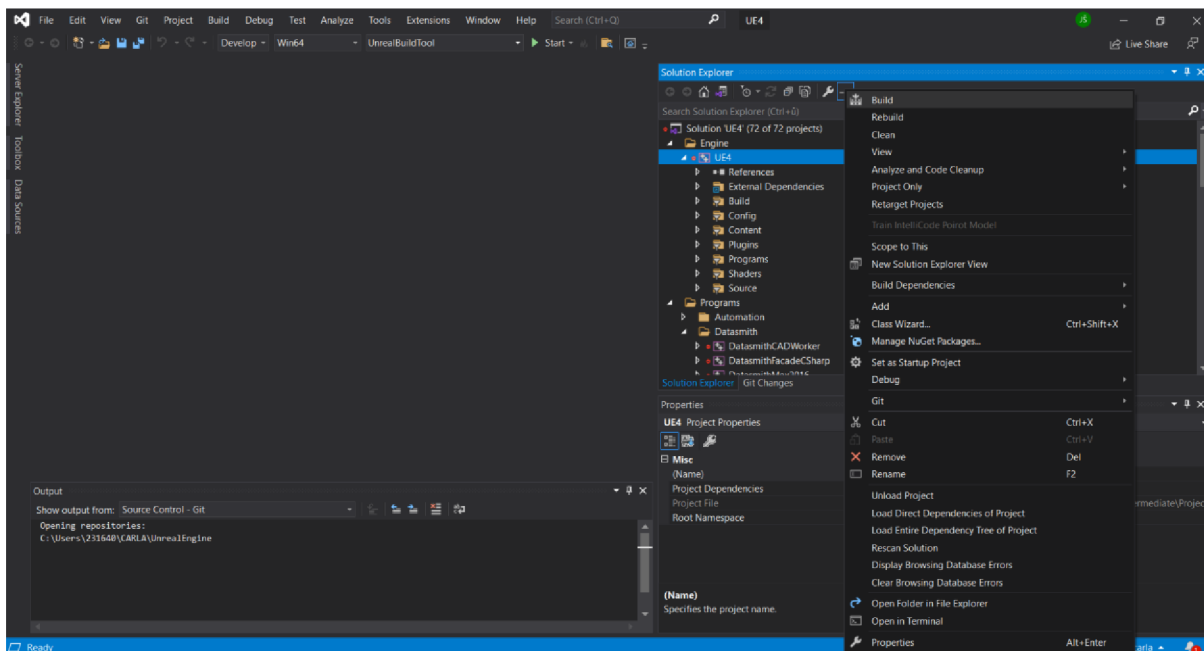 File Edit View Git Project Build Debug Test Analyze Tools Extensions Window Help Search (Ctrl+Q) UE4 JŠ
Develop Win64 UnrealBuildTool Start Live Share
Server Explorer
Toolbox
Data Sources
Solution Explorer
Search Solution Explorer (Ctrl+ů)
Solution 'UE4' (72 of 72 projects)
Engine
UE4
References
External Dependencies
Build
Config
Content
Plugins
Programs
Shaders
Source
Programs
Automation
Datasmith
DatasmithCADWorker
DatasmithFacadeCSharp
DatasmithMax2016
Solution Explorer Git Changes
Properties
UE4 Project Properties
Misc
(Name)
Project Dependencies
Project File
Root Namespace
(Name)
Specifies the project name.
Build
Rebuild
Clean
View
Analyze and Code Cleanup
Project Only
Retarget Projects
Train IntelliCode Poirot Model
Scope to This
New Solution Explorer View
Build Dependencies
Add
Class Wizard... Ctrl+Shift+X
Manage NuGet Packages...
Set as Startup Project
Debug
Git
Cut Ctrl+X
Paste Ctrl+V
Remove Del
Rename F2
Unload Project
Load Direct Dependencies of Project
Load Entire Dependency Tree of Project
Rescan Solution
Display Browsing Database Errors
Clear Browsing Database Errors
Open Folder in File Explorer
Open in Terminal
Properties Alt+Enter
ermediate\Projec
Output
Show output from: Source Control - Git
Opening repositories:
C:\Users\231640\CARLA\UnrealEngine
Ready
arla